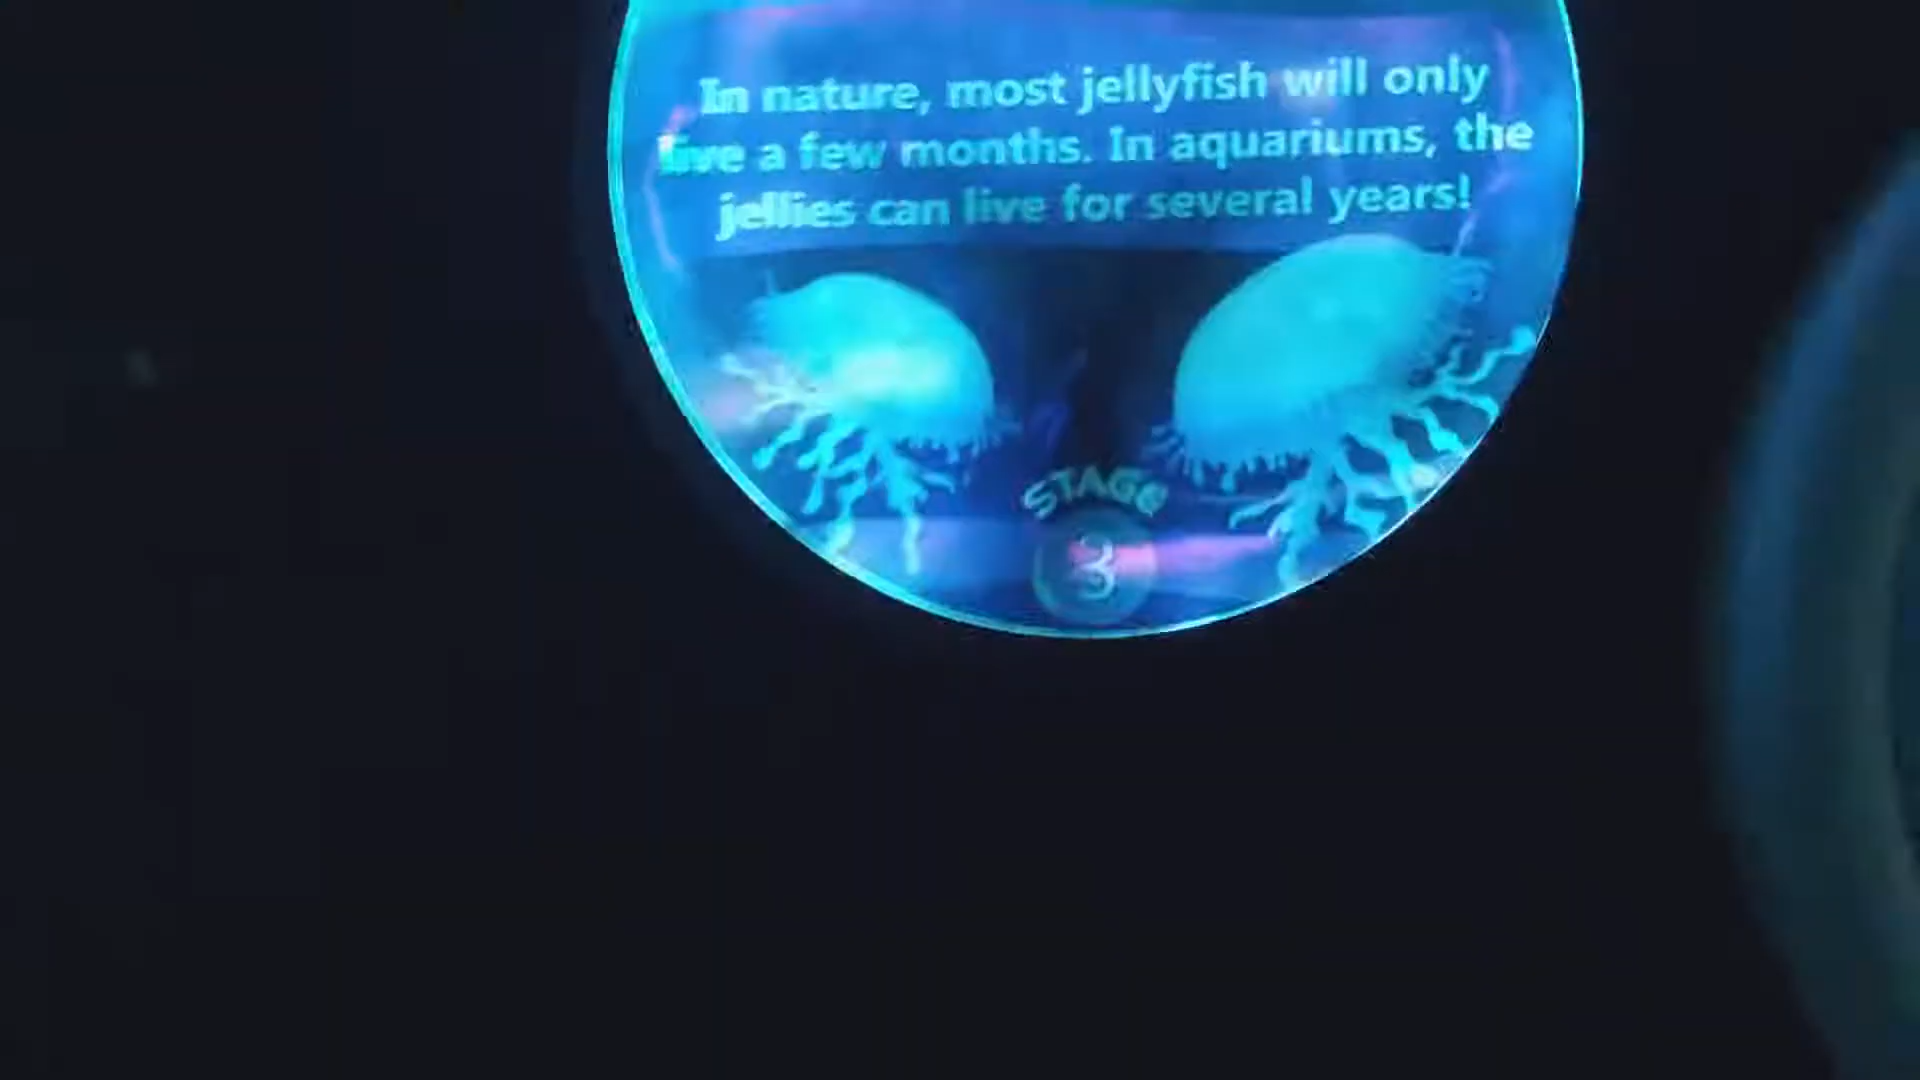 In nature, most jellyfish will only
live a few months. In aquariums, the
jellies can live for several years!
STAGE
3